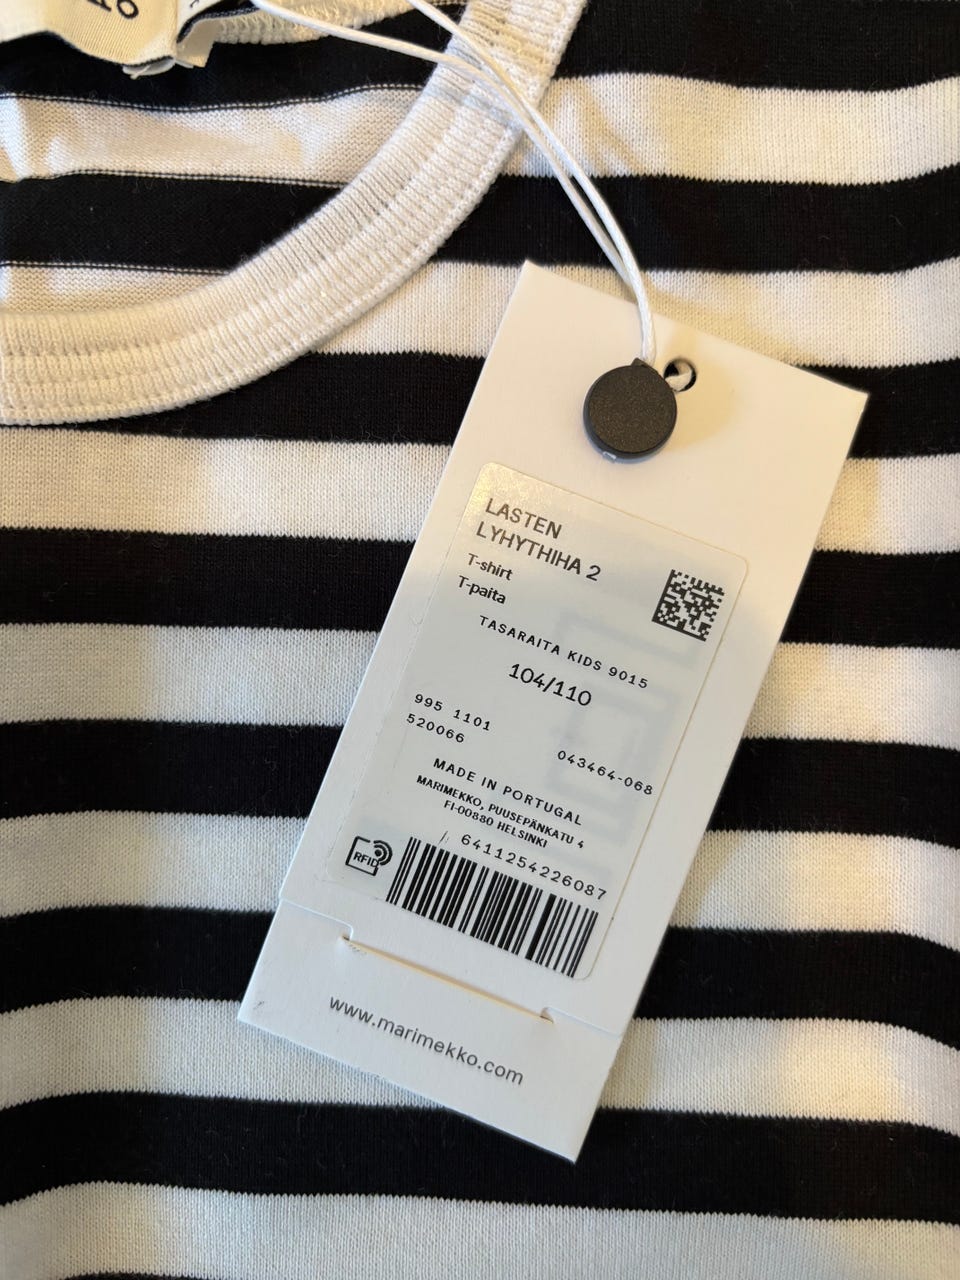 LASTEN
LYHYTHIHA 2
T-shirt
T-paita
TASARAITA KIDS 9015
104/110
995 1101
520066
043464-068
MADE IN PORTUGAL
MARIMEKKO, PUUSEPÄNKATU 4
FI-00880 HELSINKI
6411254226087
RFID
www.marimekko.com